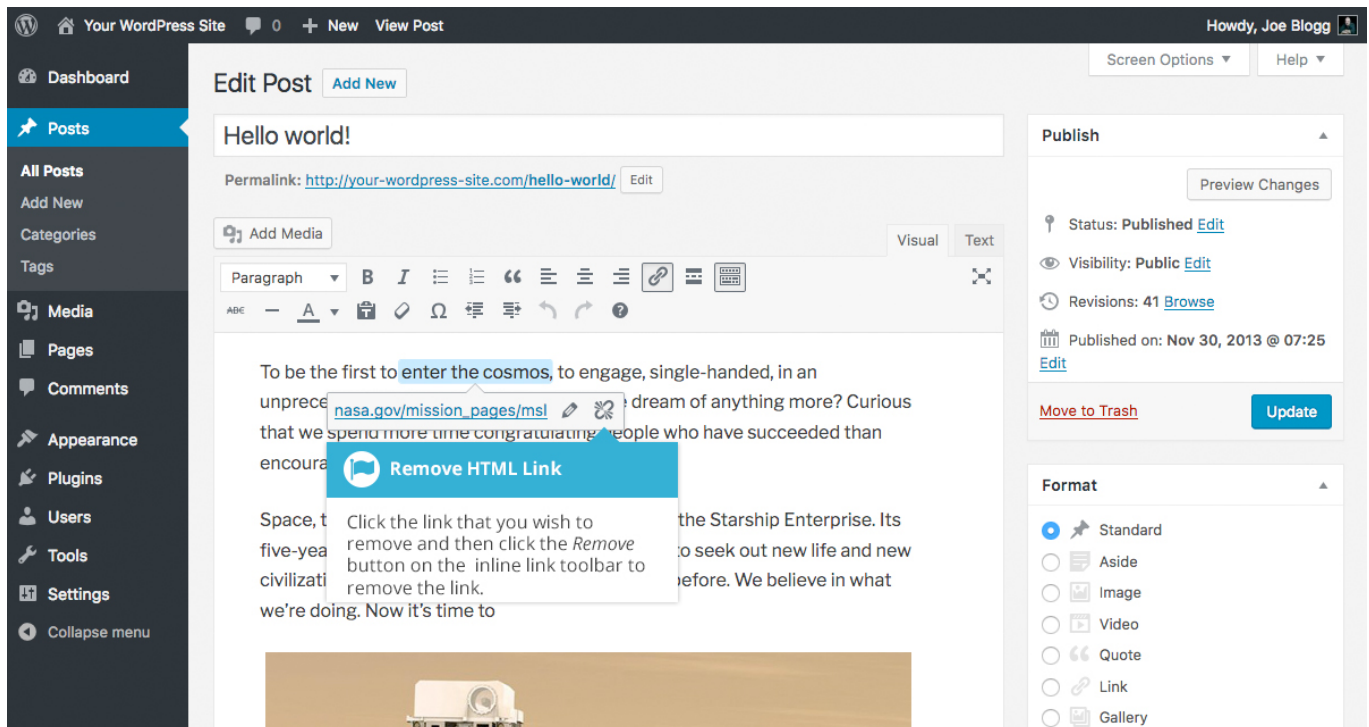 Your WordPress Site 0 + New View Post Howdy, Joe Blogg
Screen Options ▼ Help ▼
Dashboard
Posts
All Posts
Add New
Categories
Tags
Media
Pages
Comments
Appearance
Plugins
Users
Tools
Settings
Collapse menu
Edit Post Add New
Hello world!
Permalink: http://your-wordpress-site.com/hello-world/ Edit
Add Media
Visual Text
Paragraph ▼ B I
ABE — A ▼ T Ω ?
To be the first to enter the cosmos, to engage, single-handed, in an
unprece dream of anything more? Curious
nasa.gov/mission_pages/msl
that we spend more time congratulating people who have succeeded than
encoura
Remove HTML Link
Click the link that you wish to
remove and then click the Remove
button on the inline link toolbar to
remove the link.
Space, t the Starship Enterprise. Its
five-yea to seek out new life and new
civilizati before. We believe in what
we're doing. Now it's time to
Publish
Preview Changes
Status: Published Edit
Visibility: Public Edit
Revisions: 41 Browse
Published on: Nov 30, 2013 @ 07:25
Edit
Move to Trash Update
Format
Standard
Aside
Image
Video
Quote
Link
Gallery